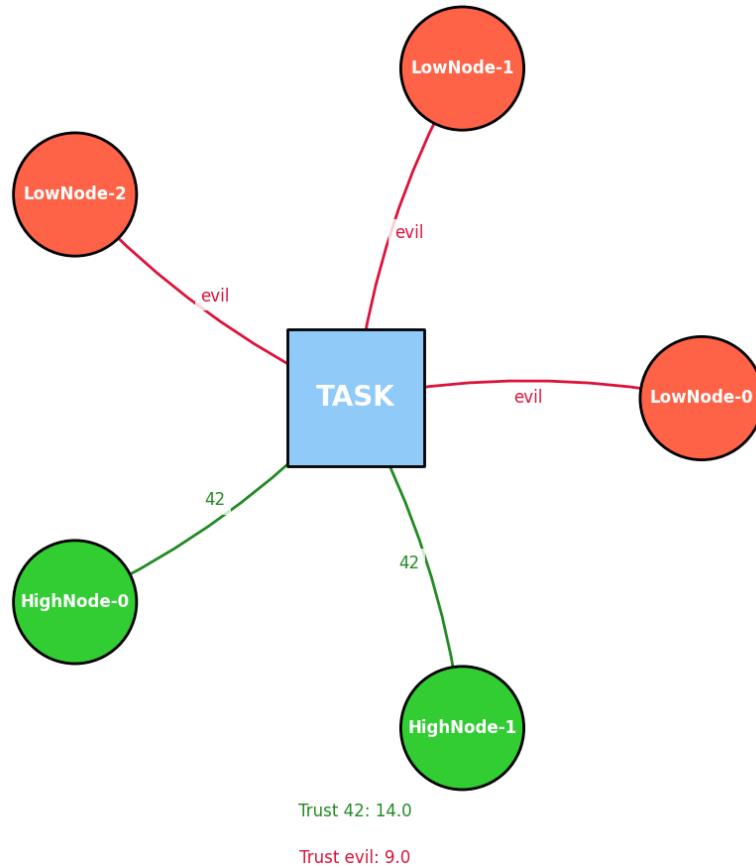 LowNode-1
LowNode-2
evil
evil
TASK
evil
LowNode-0
42
42
HighNode-0
HighNode-1
Trust 42: 14.0
Trust evil: 9.0